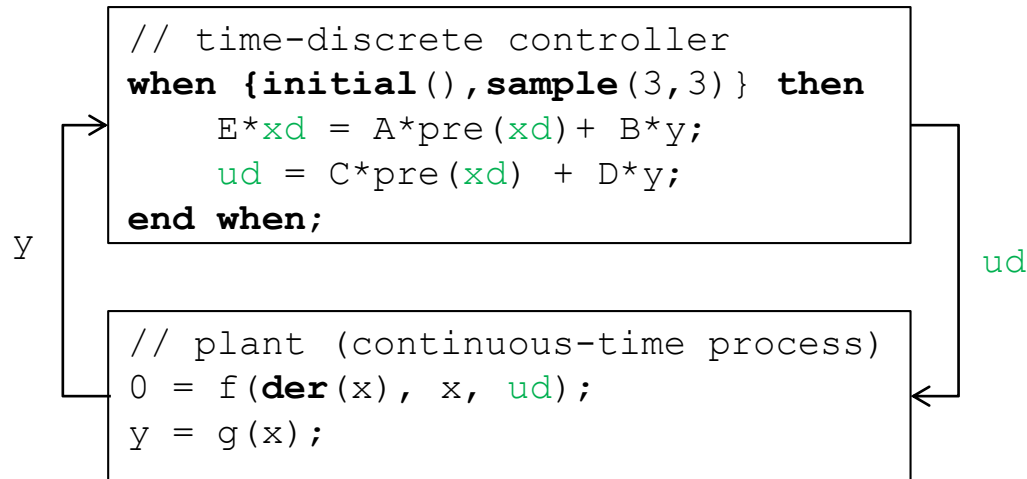 // time-discrete controller
when {initial(),sample(3,3)} then
E*xd = A*pre(xd)+ B*y;
ud = C*pre(xd) + D*y;
end when;
y
ud
// plant (continuous-time process)
0 = f(der(x), x, ud);
y = g(x);